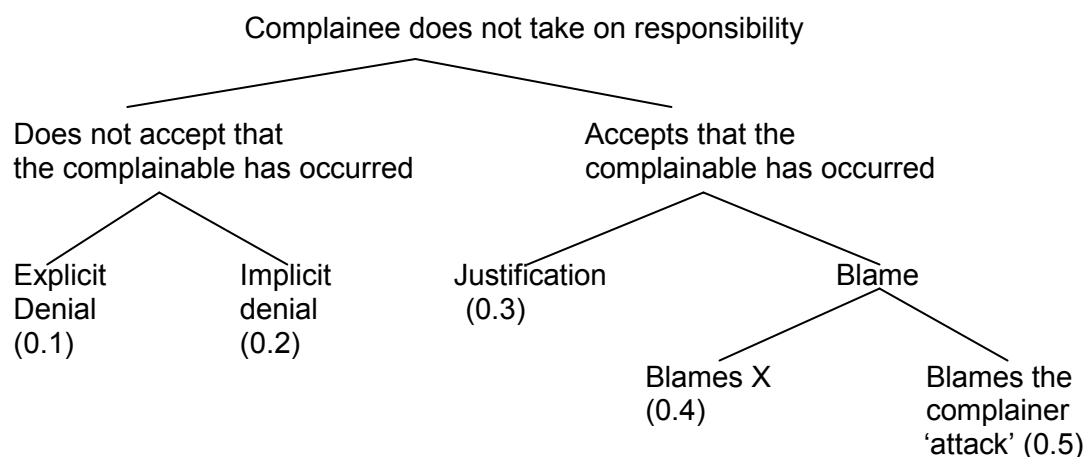 Complainee does not take on responsibility
Does not accept that
the complainable has occurred
Accepts that the
complainable has occurred
Explicit
Denial
(0.1)
Implicit
denial
(0.2)
Justification
(0.3)
Blame
Blames X
(0.4)
Blames the
complainer
‘attack’ (0.5)